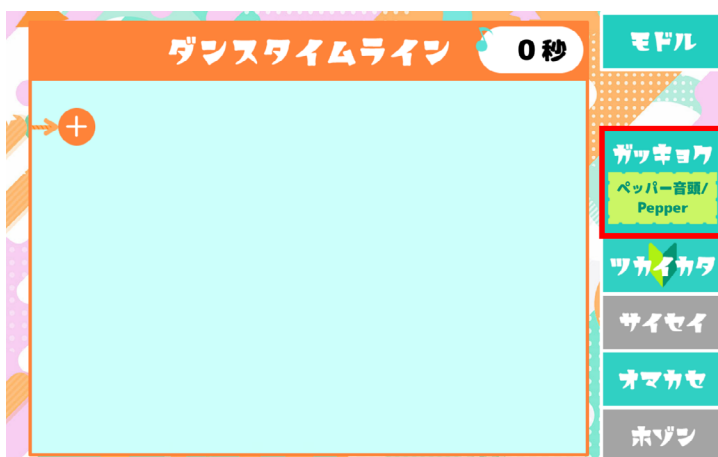 ダンスタイムライン
0秒
モドル
ガッキョク
ペッパー音頭/
Pepper
ツカイカタ
サイセイ
オマカセ
ホゾン